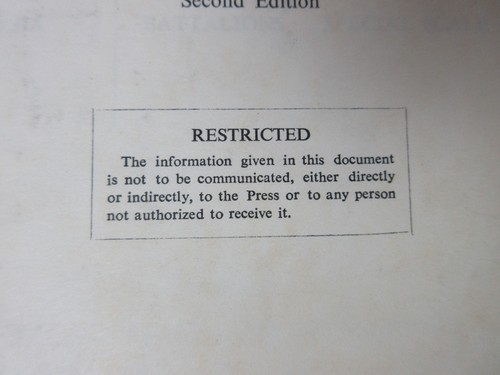 Second Edition
RESTRICTED
The information given in this document
is not to be communicated, either directly
or indirectly, to the Press or to any person
not authorized to receive it.